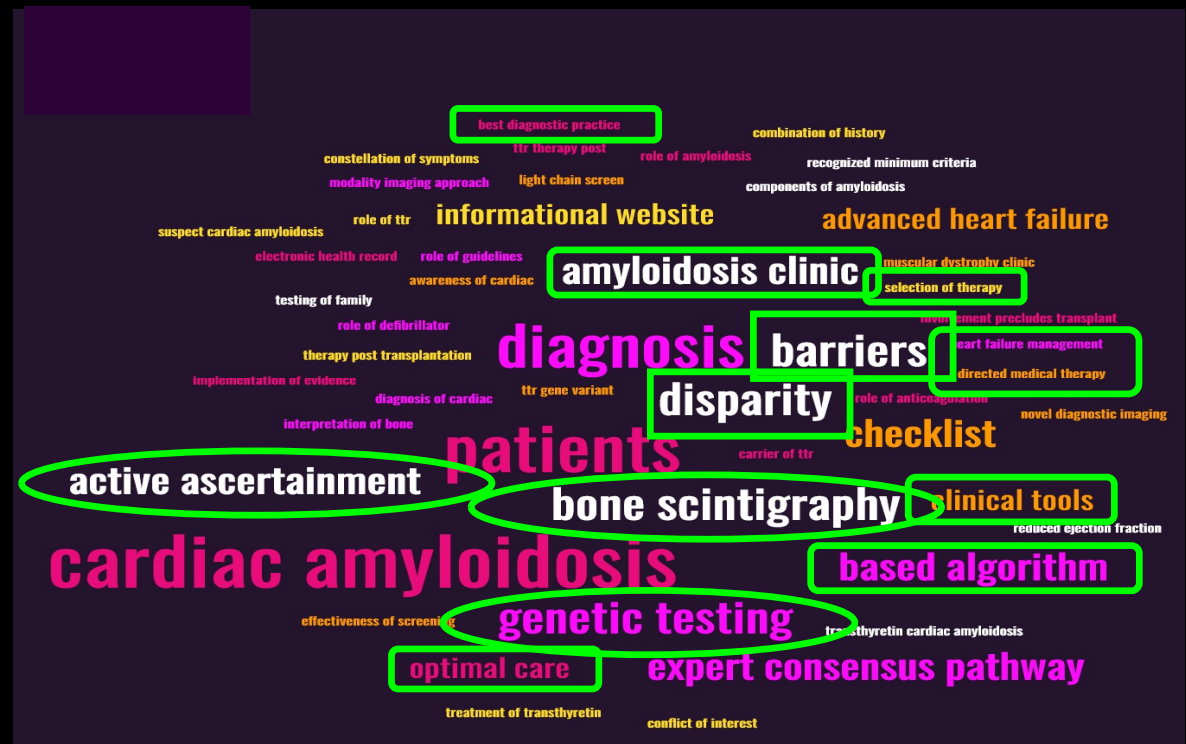 best diagnostic practice
combination of history
ttr therapy post
role of amyloidosis
constellation of symptoms
recognized minimum criteria
modality imaging approach
light chain screen
components of amyloidosis
informational website
role of ttr
advanced heart failure
suspect cardiac amyloidosis
electronic health record
role of guidelines
muscular dystrophy clinic
amyloidosis clinic
awareness of cardiac
selection of therapy
testing of family
involvement precludes transplant
role of defibrillator
diagnosis
barriers
heart failure management
therapy post transplantation
directed medical therapy
implementation of evidence
ttr gene variant
disparity
diagnosis of cardiac
role of anticoagulation
novel diagnostic imaging
interpretation of bone
checklist
patients
carrier of ttr
active ascertainment
bone scintigraphy
clinical tools
reduced ejection fraction
cardiac amyloidosis
based algorithm
effectiveness of screening
genetic testing
transthyretin cardiac amyloidosis
optimal care
expert consensus pathway
treatment of transthyretin
conflict of interest